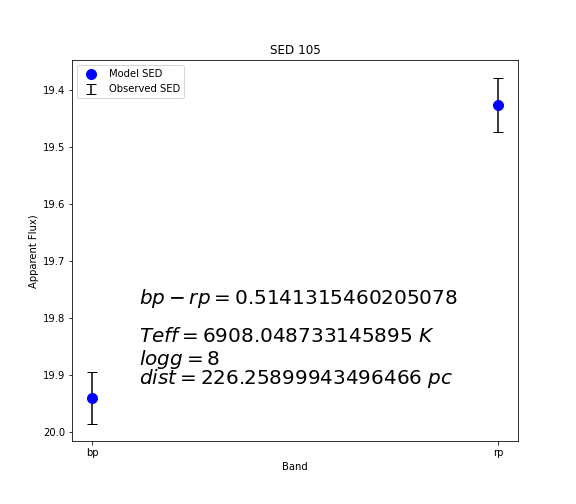 SED 105
Model SED
Observed SED
19.4
19.5
19.6
19.7
19.8
19.9
20.0
Apparent Flux)
bp − rp = 0.5141315460205078
Teff = 6908.048733145895 K
logg = 8
dist = 226.25899943496466 pc
bp
rp
Band